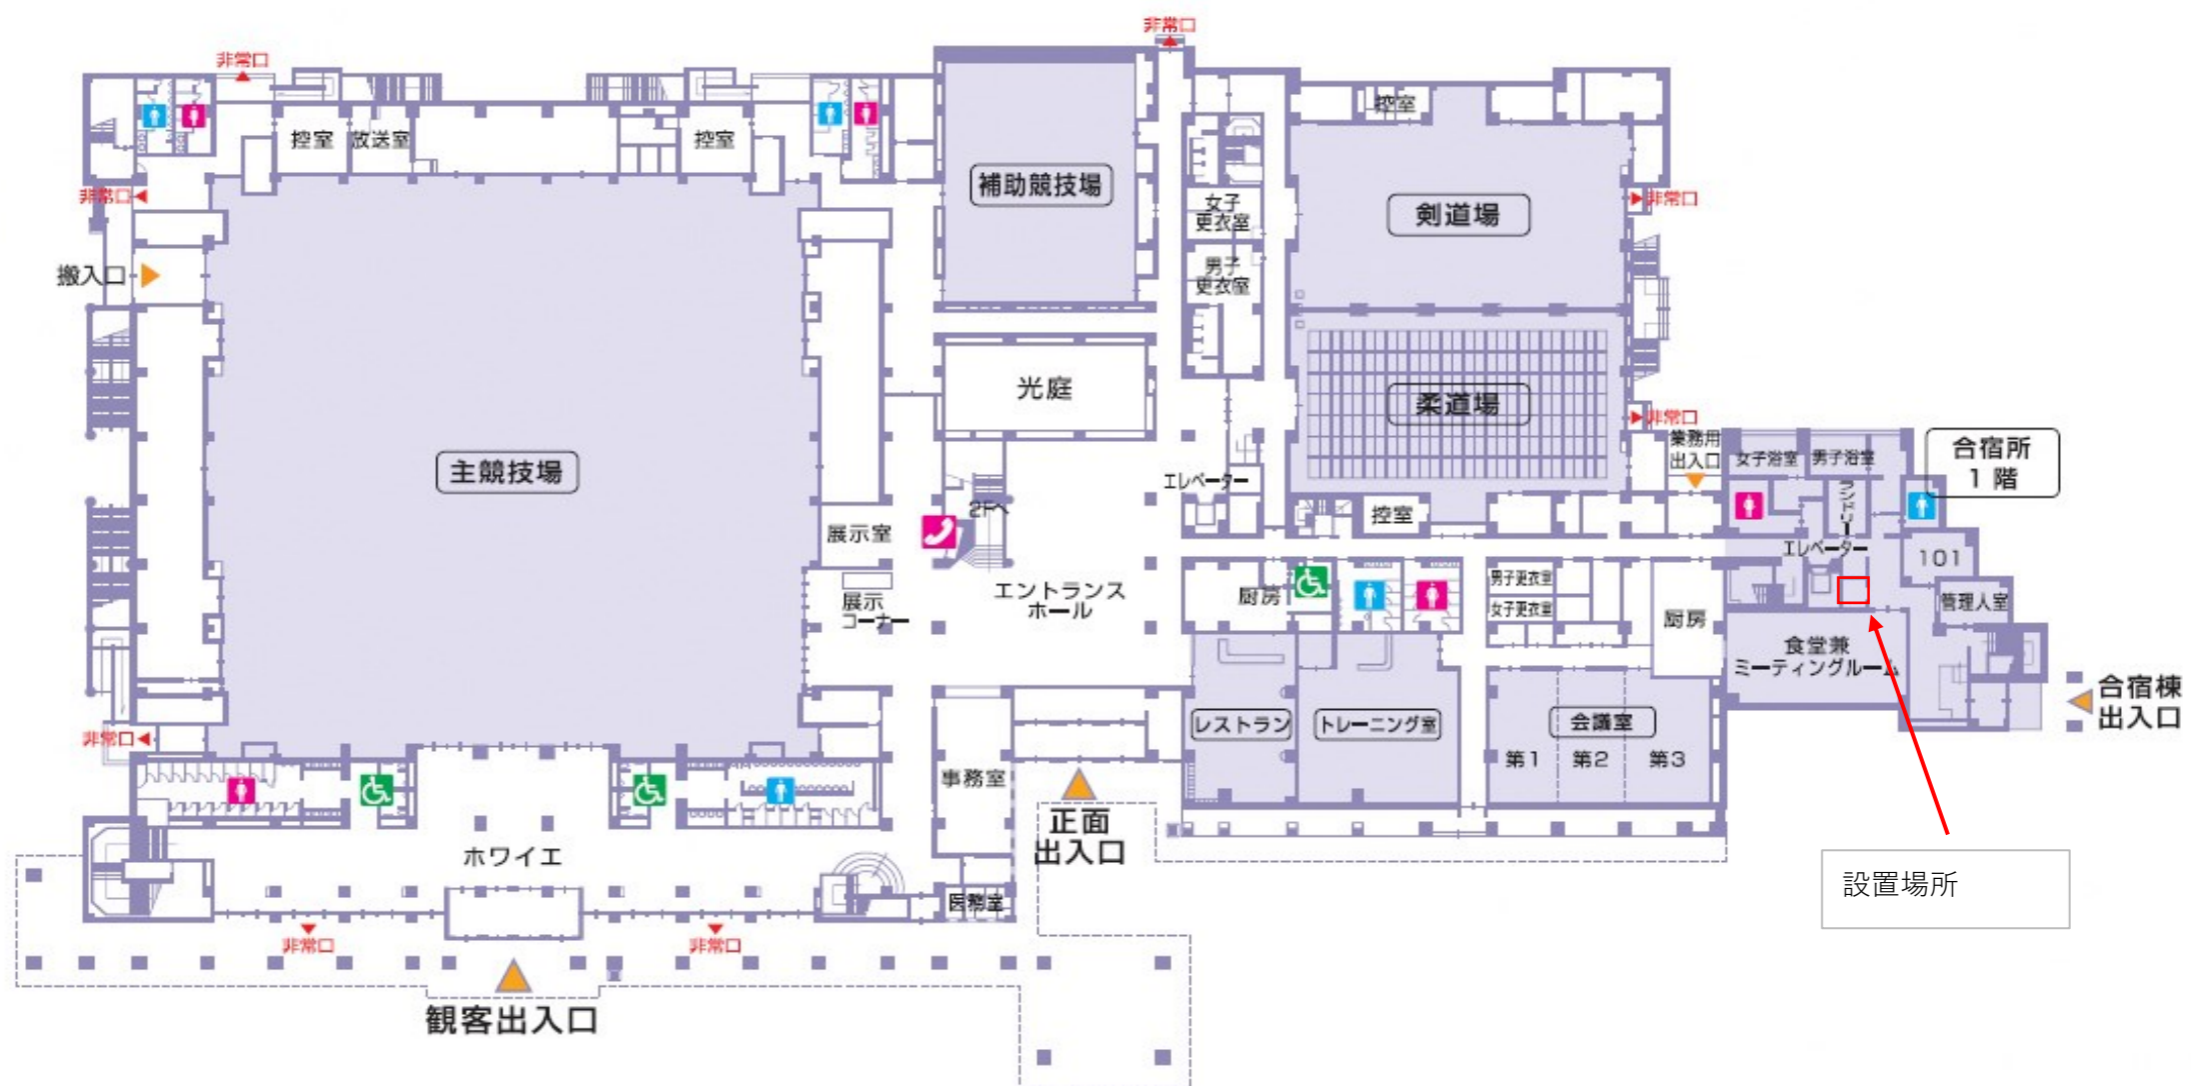 非常口
非常口
控室
放送室
控室
控室
補助競技場
非常口
女子
更衣室
剣道場
非常口
搬入口
男子
更衣室
光庭
柔道場
非常口
業務用
出入口
女子浴室
男子浴室
合宿所
1階
主競技場
エレベーター
2Fへ
展示室
控室
ランドリー
エレベーター
101
エントランス
ホール
展示
コーナー
厨房
男子更衣室
女子更衣室
厨房
管理人室
食堂兼
ミーティングルーム
合宿棟
出入口
非常口
レストラン
トレーニング室
会議室
第1
第2
第3
事務室
正面
出入口
ホワイエ
医務室
設置場所
非常口
非常口
観客出入口